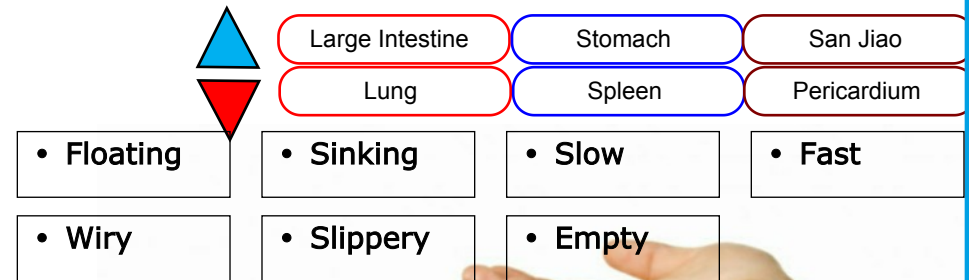 Large Intestine Stomach San Jiao
Lung Spleen Pericardium
• Floating • Sinking • Slow • Fast
• Wiry • Slippery • Empty